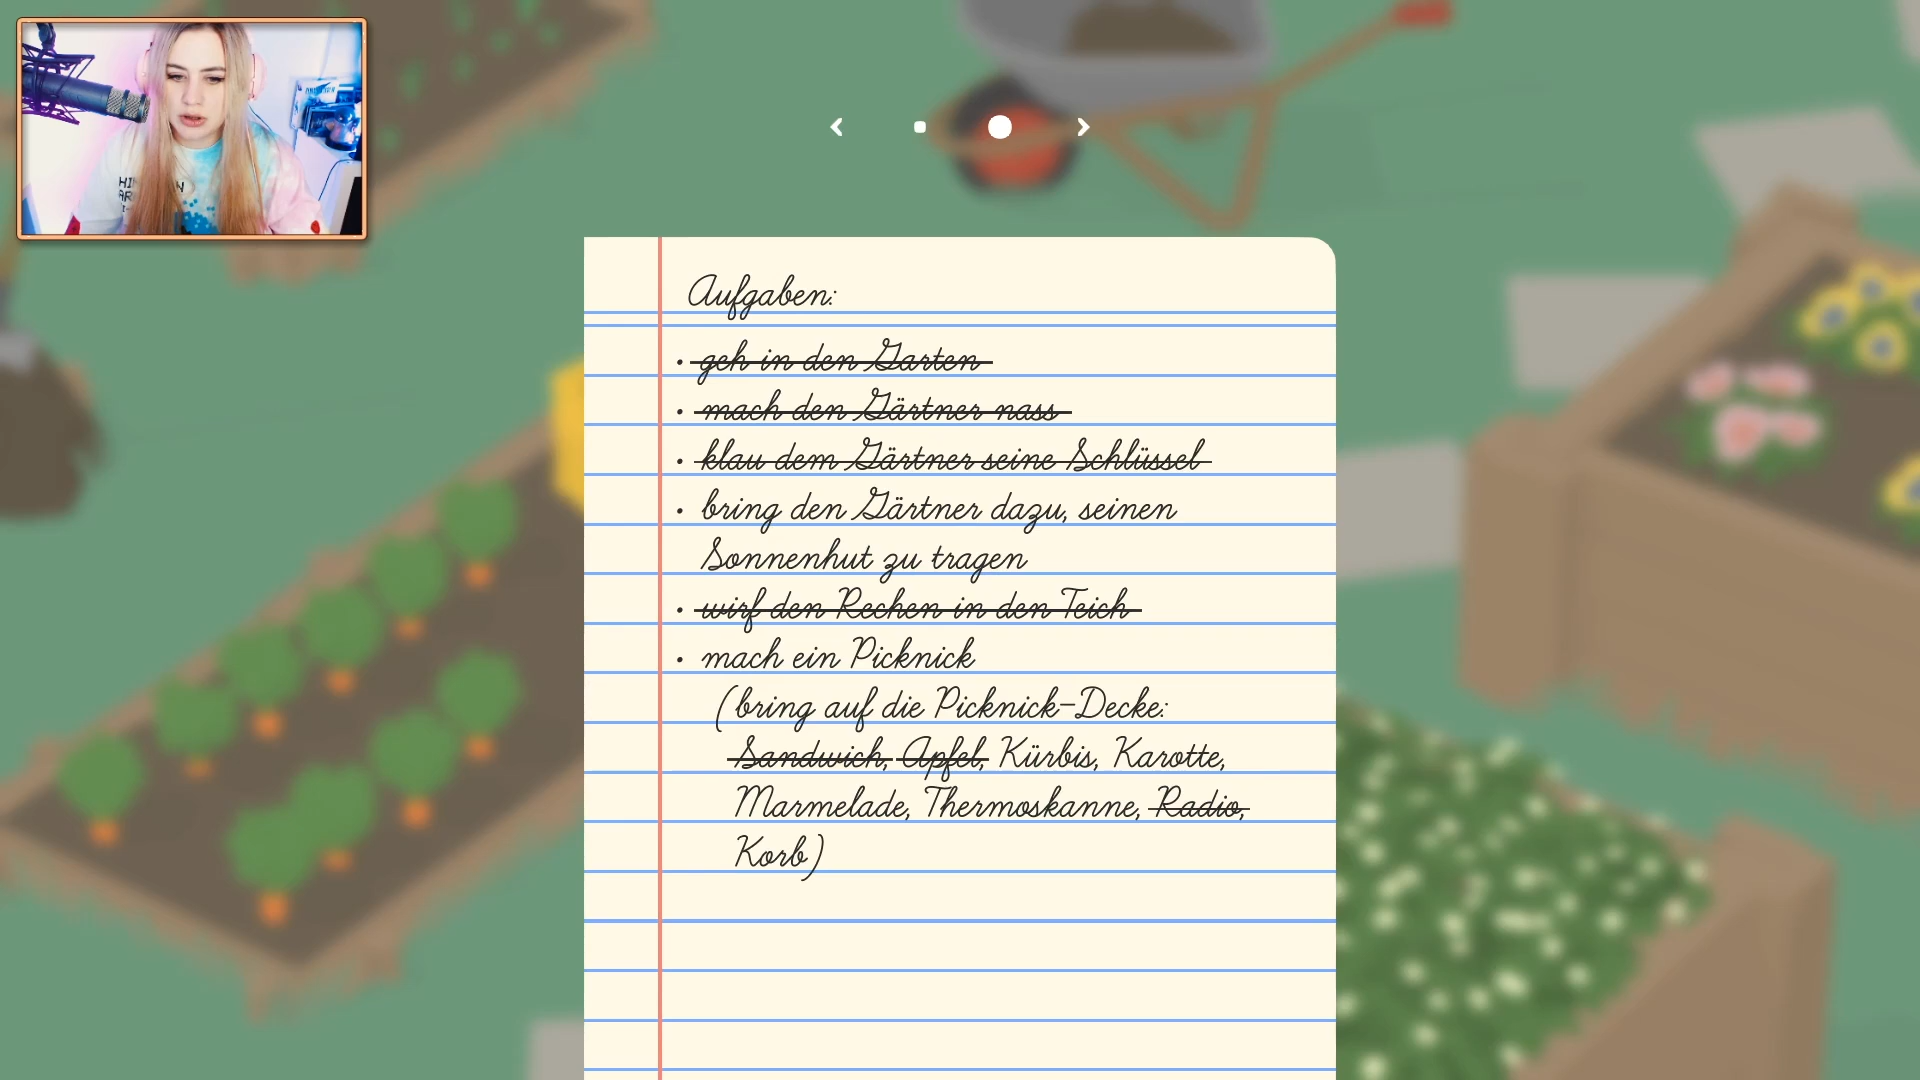 Aufgaben:
• geh in den Garten
• mach den Gärtner nass
• klau dem Gärtner seine Schlüssel
• bring den Gärtner dazu, seinen
Sonnenhut zu tragen
• wirf den Rechen in den Teich
• mach ein Picknick
(bring auf die Picknick-Decke:
Sandwich, Apfel, Kürbis, Karotte,
Marmelade, Thermoskanne, Radio,
Korb)